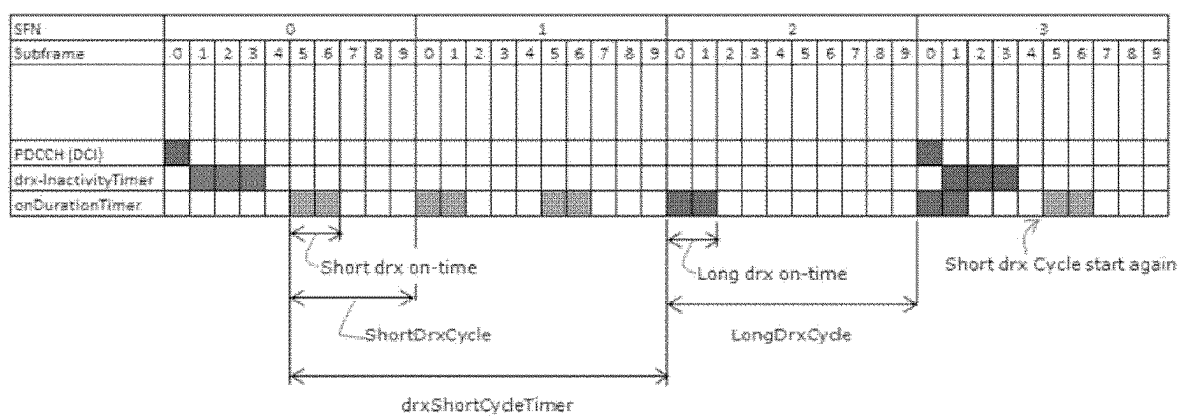 SFN 0 1 2 3
Subframe 0 1 2 3 4 5 6 7 8 9 0 1 2 3 4 5 6 7 8 9 0 1 2 3 4 5 6 7 8 9 0 1 2 3 4 5 6 7 8 9
PDCCH (DCI)
drx-InactivityTimer
onDurationTimer
Short drx on-time
Long drx on-time
Short drx Cycle start again
ShortDrxCycle
LongDrxCycle
drxShortCycleTimer